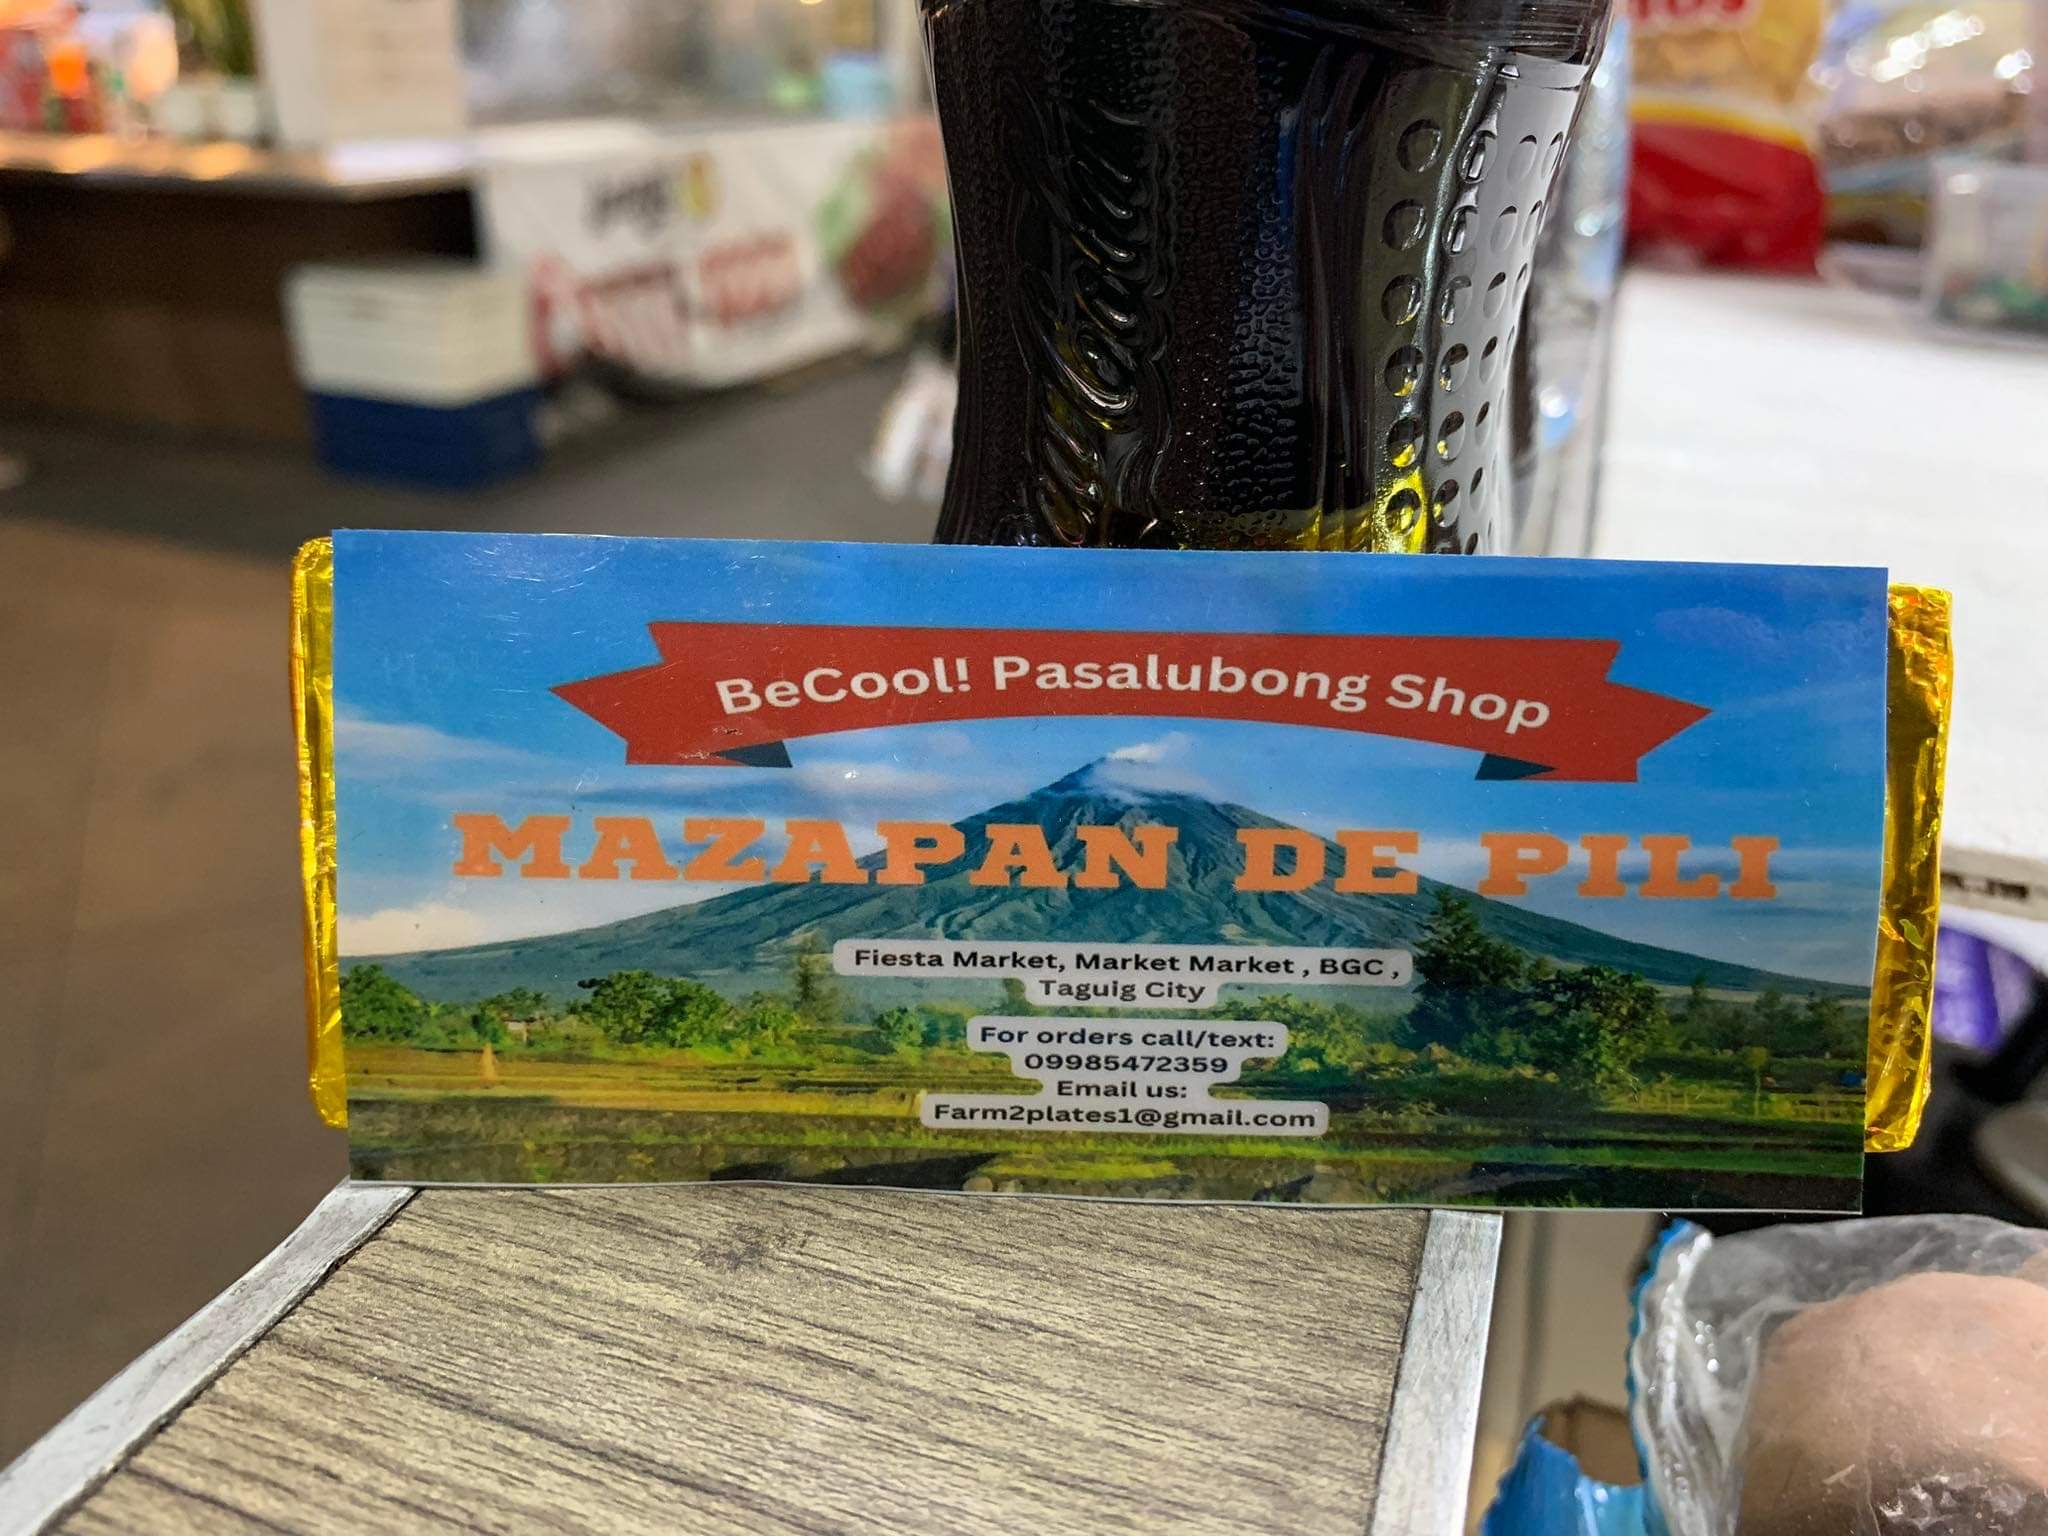 BeCool! Pasalubong Shop
MAZAPAN DE PILI
Fiesta Market, Market Market , BGC ,
Taguig City
For orders call/text:
09985472359
Email us:
Farm2plates1@gmail.com